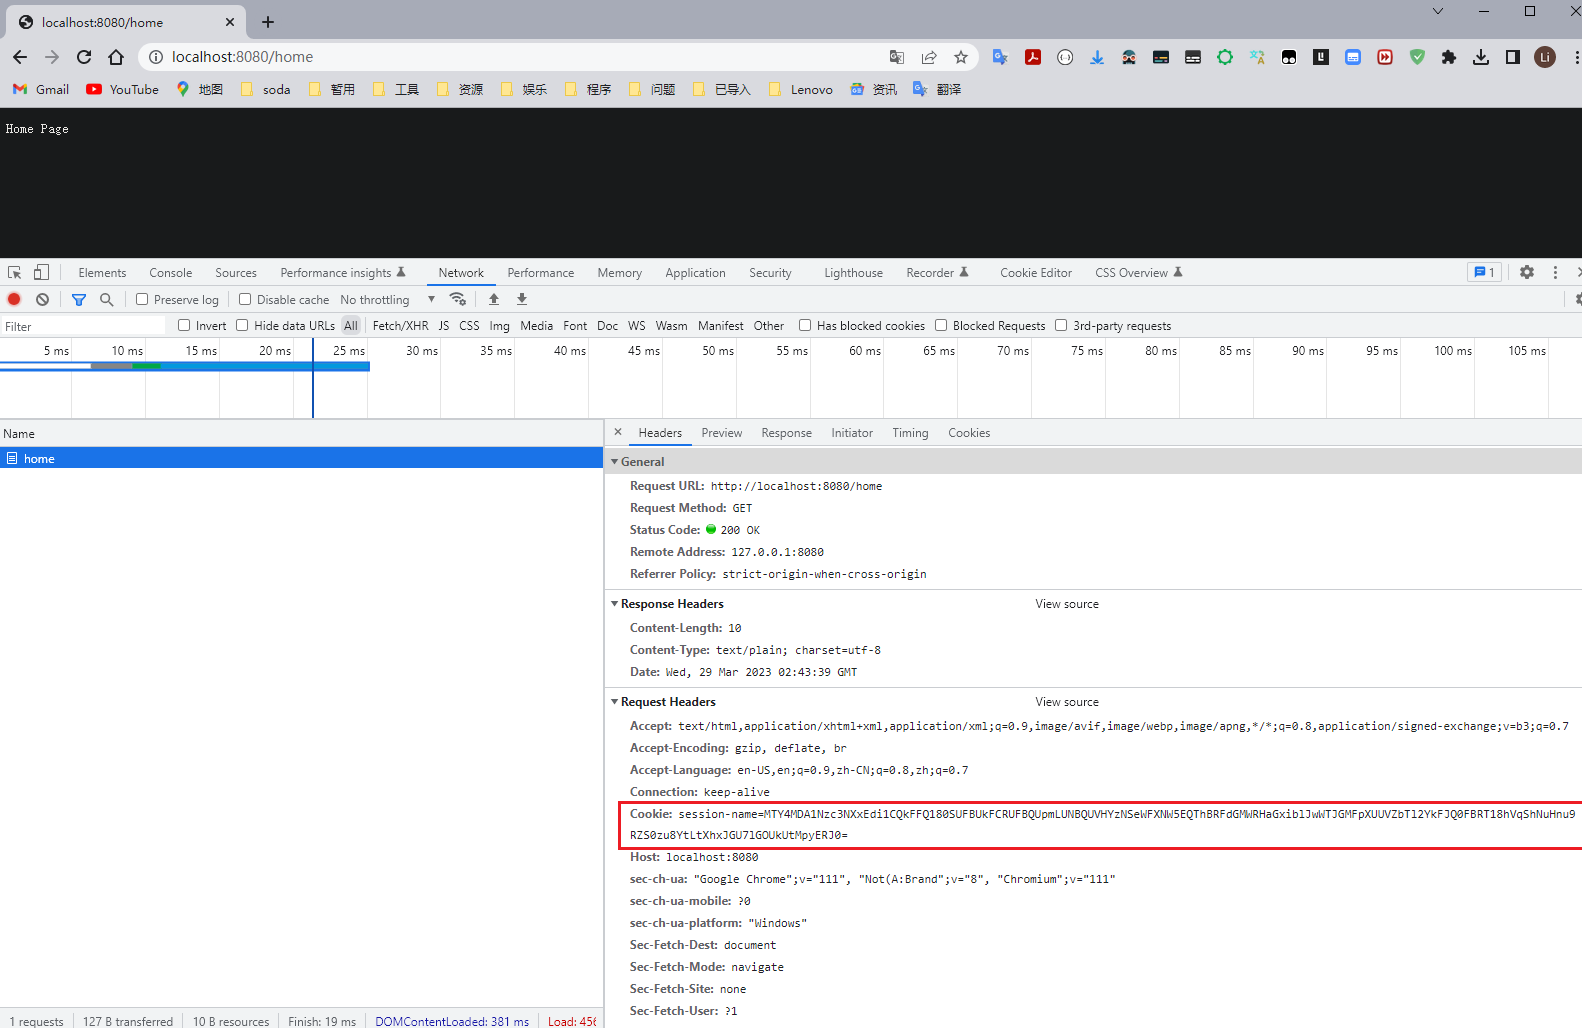 localhost:8080/home
localhost:8080/home
Li
Gmail YouTube 地图 soda 暂用 工具 资源 娱乐 程序 问题 已导入 Lenovo 资讯 翻译
Home Page
Elements Console Sources Performance insights Network Performance Memory Application Security Lighthouse Recorder Cookie Editor CSS Overview 1
Preserve log Disable cache No throttling
Filter Invert Hide data URLs All Fetch/XHR JS CSS Img Media Font Doc WS Wasm Manifest Other Has blocked cookies Blocked Requests 3rd-party requests
5 ms 10 ms 15 ms 20 ms 25 ms 30 ms 35 ms 40 ms 45 ms 50 ms 55 ms 60 ms 65 ms 70 ms 75 ms 80 ms 85 ms 90 ms 95 ms 100 ms 105 ms
Name
home
Headers Preview Response Initiator Timing Cookies
General
Request URL: http://localhost:8080/home
Request Method: GET
Status Code: 200 OK
Remote Address: 127.0.0.1:8080
Referrer Policy: strict-origin-when-cross-origin
Response Headers View source
Content-Length: 10
Content-Type: text/plain; charset=utf-8
Date: Wed, 29 Mar 2023 02:43:39 GMT
Request Headers View source
Accept: text/html,application/xhtml+xml,application/xml;q=0.9,image/avif,image/webp,image/apng,*/*;q=0.8,application/signed-exchange;v=b3;q=0.7
Accept-Encoding: gzip, deflate, br
Accept-Language: en-US,en;q=0.9,zh-CN;q=0.8,zh;q=0.7
Connection: keep-alive
Cookie: session-name=MTY4MDA1Nzc3NXxEdi1CQkFFQ180SUFBUkFCRUFBQUpmLUNBQUVHYzNSeWFXNW5EQThBRFdGMWRHaGxiblJwWTJGMFpXUUVZbTl2YkFJQ0FBRT18hVqShNuHnu9
RZS0zu8YtLtXhxJGU7lGOUkUtMpyERJ0=
Host: localhost:8080
sec-ch-ua: "Google Chrome";v="111", "Not(A:Brand";v="8", "Chromium";v="111"
sec-ch-ua-mobile: ?0
sec-ch-ua-platform: "Windows"
Sec-Fetch-Dest: document
Sec-Fetch-Mode: navigate
Sec-Fetch-Site: none
Sec-Fetch-User: ?1
1 requests 127 B transferred 10 B resources Finish: 19 ms DOMContentLoaded: 381 ms Load: 456